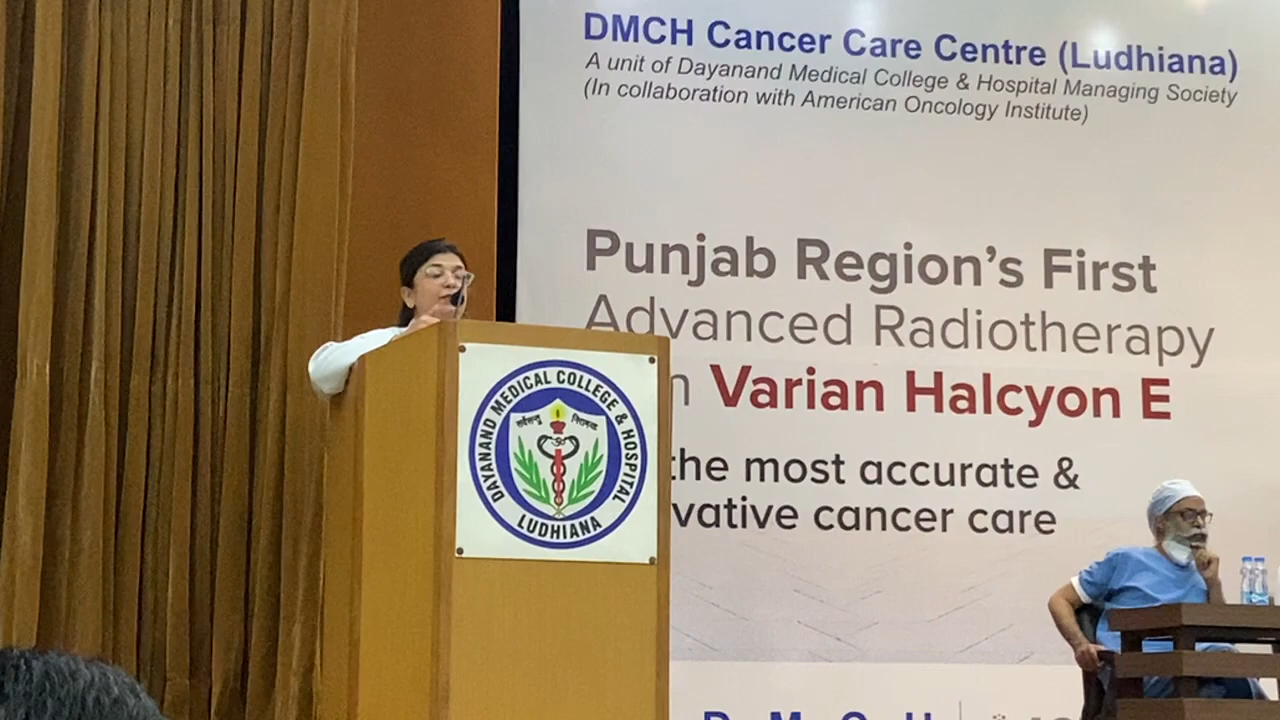 DMCH Cancer Care Centre (Ludhiana)
A unit of Dayanand Medical College & Hospital Managing Society
(In collaboration with American Oncology Institute)
Punjab Region's First
Advanced Radiotherapy
Varian Halcyon E
the most accurate &
vative cancer care
DAYANAND MEDICAL COLLEGE & HOSPITAL
LUDHIANA